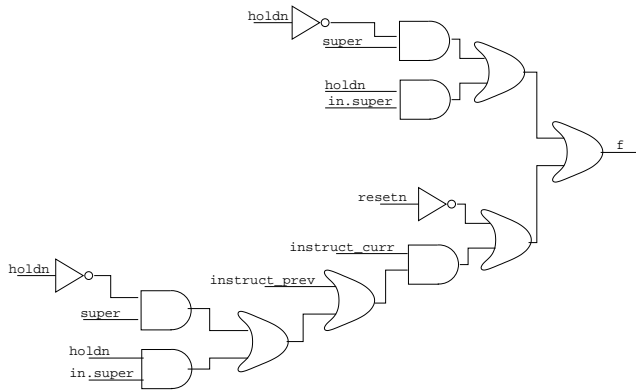 holdn
super
holdn
in.super
f
resetn
instruct_curr
holdn
instruct_prev
super
holdn
in.super